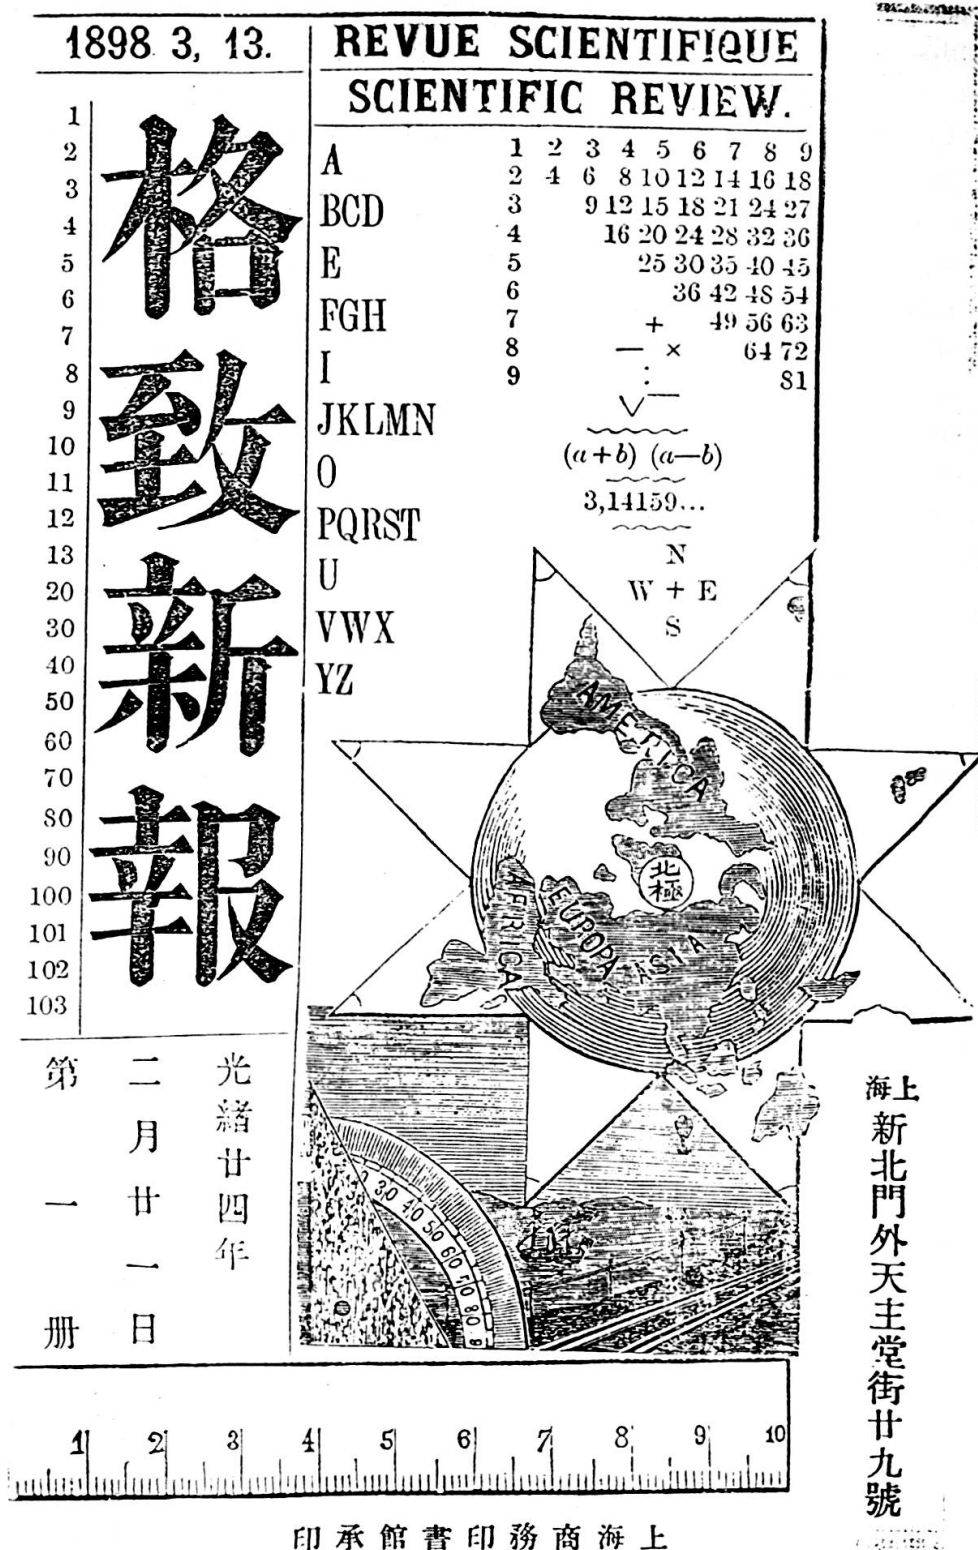 1898 3, 13.
REVUE SCIENTIFIQUE
SCIENTIFIC REVIEW.
格致新報
1
2
3
4
5
6
7
8
9
10
11
12
13
20
30
40
50
60
70
80
90
100
101
102
103
A
BCD
E
FGH
I
JKLMN
O
PQRST
U
VWX
YZ
1 2 3 4 5 6 7 8 9
2 4 6 8 10 12 14 16 18
3 9 12 15 18 21 24 27
4 16 20 24 28 32 36
5 25 30 35 40 45
6 36 42 48 54
7 + 49 56 63
8 — × 64 72
9 : 81
√
(a+b) (a—b)
3,14159...
N
W + E
S
AMERICA
北極
AFRICA
EUROPA
ASIA
光緒廿四年
二月廿一日
第一册
30 40 50 60 70 80
上海
新北門外天主堂街廿九號
1 2 3 4 5 6 7 8 9 10
上海商務印書館承印